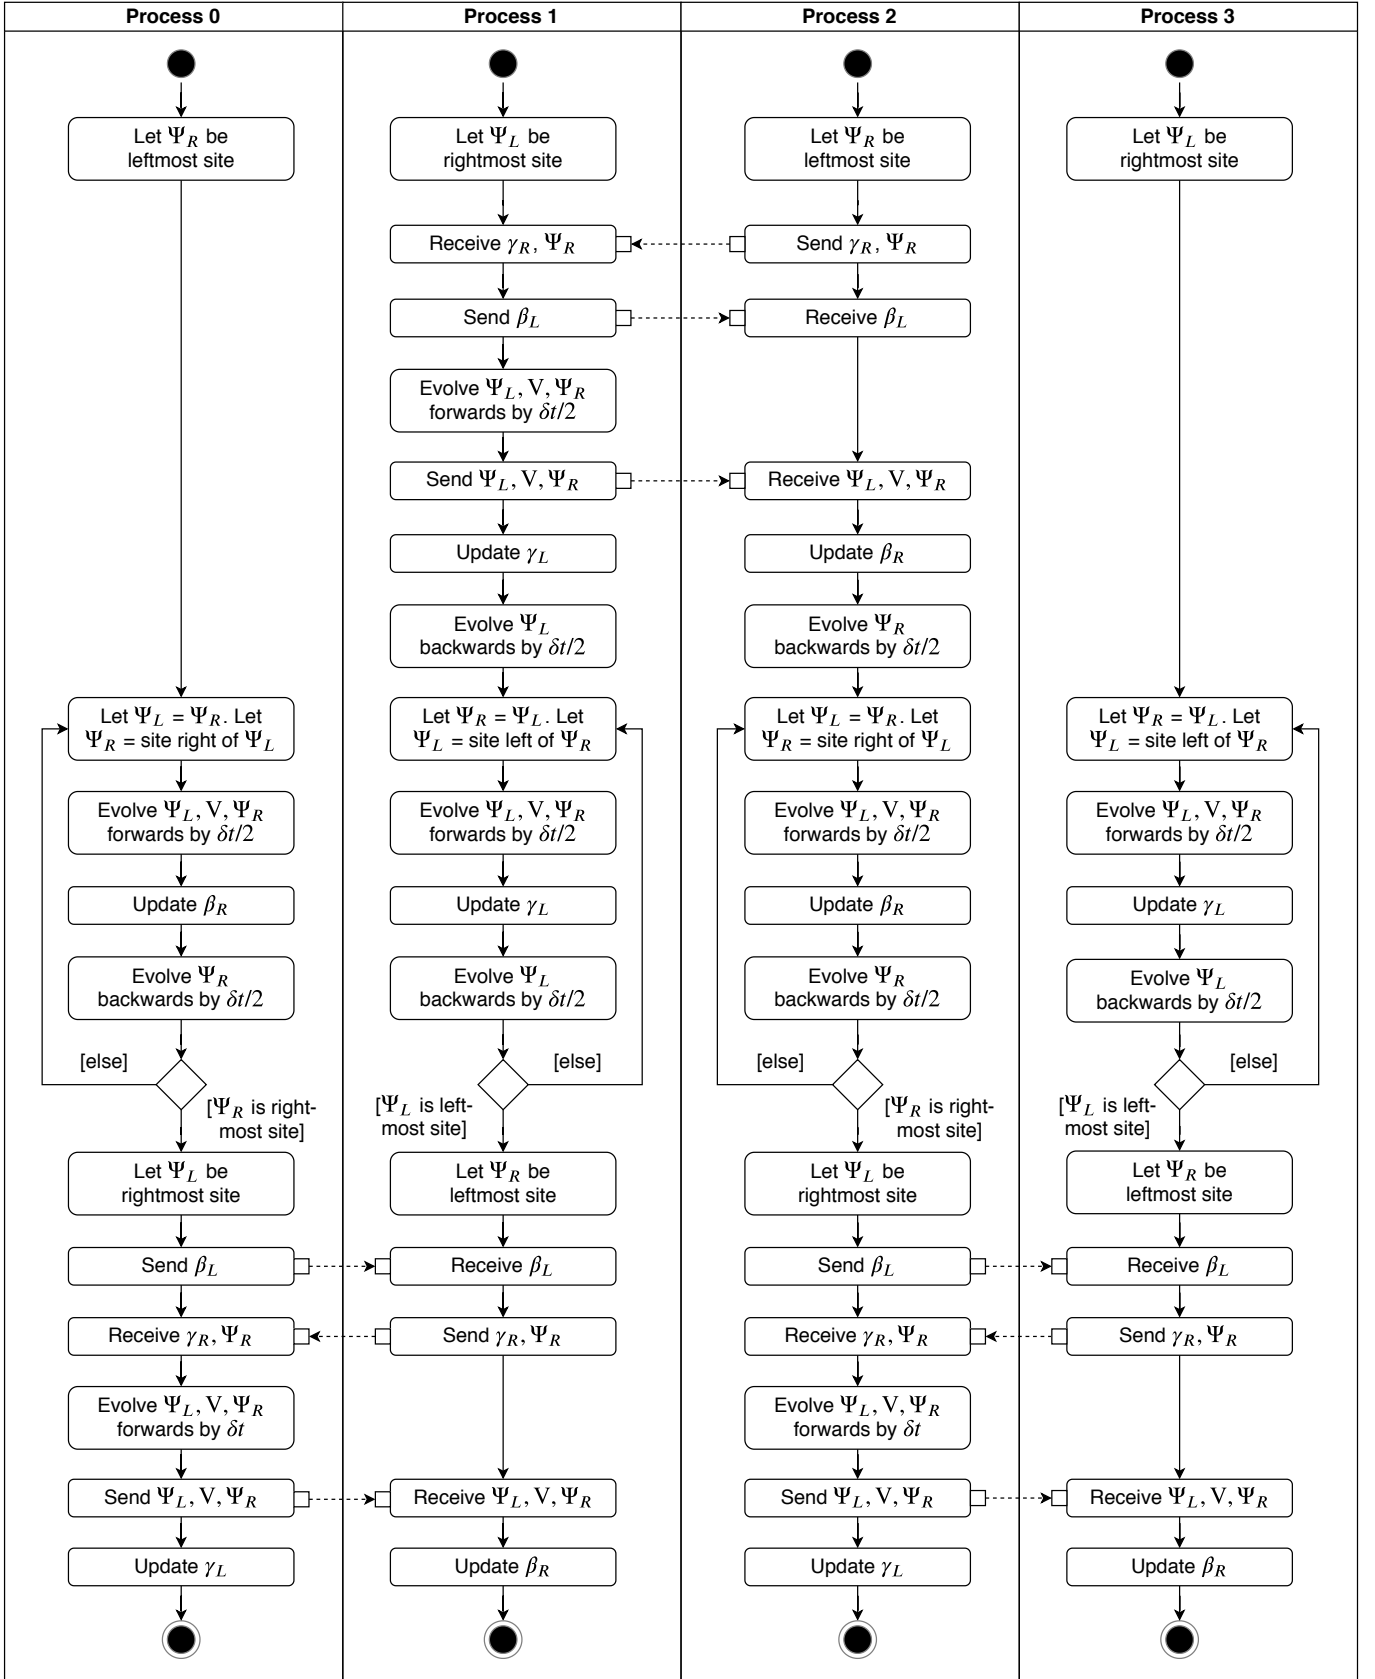 Process 0
Process 1
Process 2
Process 3
Let Ψ_R be
leftmost site
Let Ψ_L be
rightmost site
Let Ψ_R be
leftmost site
Let Ψ_L be
rightmost site
Receive γ_R, Ψ_R
Send γ_R, Ψ_R
Send β_L
Receive β_L
Evolve Ψ_L, V, Ψ_R
forwards by δt/2
Send Ψ_L, V, Ψ_R
Receive Ψ_L, V, Ψ_R
Update γ_L
Update β_R
Evolve Ψ_L
backwards by δt/2
Evolve Ψ_R
backwards by δt/2
Let Ψ_L = Ψ_R. Let
Ψ_R = site right of Ψ_L
Let Ψ_R = Ψ_L. Let
Ψ_L = site left of Ψ_R
Let Ψ_L = Ψ_R. Let
Ψ_R = site right of Ψ_L
Let Ψ_R = Ψ_L. Let
Ψ_L = site left of Ψ_R
Evolve Ψ_L, V, Ψ_R
forwards by δt/2
Evolve Ψ_L, V, Ψ_R
forwards by δt/2
Evolve Ψ_L, V, Ψ_R
forwards by δt/2
Evolve Ψ_L, V, Ψ_R
forwards by δt/2
Update β_R
Update γ_L
Update β_R
Update γ_L
Evolve Ψ_R
backwards by δt/2
Evolve Ψ_L
backwards by δt/2
Evolve Ψ_R
backwards by δt/2
Evolve Ψ_L
backwards by δt/2
[else]
[else]
[else]
[else]
[Ψ_R is right-
most site]
[Ψ_L is left-
most site]
[Ψ_R is right-
most site]
[Ψ_L is left-
most site]
Let Ψ_L be
rightmost site
Let Ψ_R be
leftmost site
Let Ψ_L be
rightmost site
Let Ψ_R be
leftmost site
Send β_L
Receive β_L
Send β_L
Receive β_L
Receive γ_R, Ψ_R
Send γ_R, Ψ_R
Receive γ_R, Ψ_R
Send γ_R, Ψ_R
Evolve Ψ_L, V, Ψ_R
forwards by δt
Evolve Ψ_L, V, Ψ_R
forwards by δt
Send Ψ_L, V, Ψ_R
Receive Ψ_L, V, Ψ_R
Send Ψ_L, V, Ψ_R
Receive Ψ_L, V, Ψ_R
Update γ_L
Update β_R
Update γ_L
Update β_R